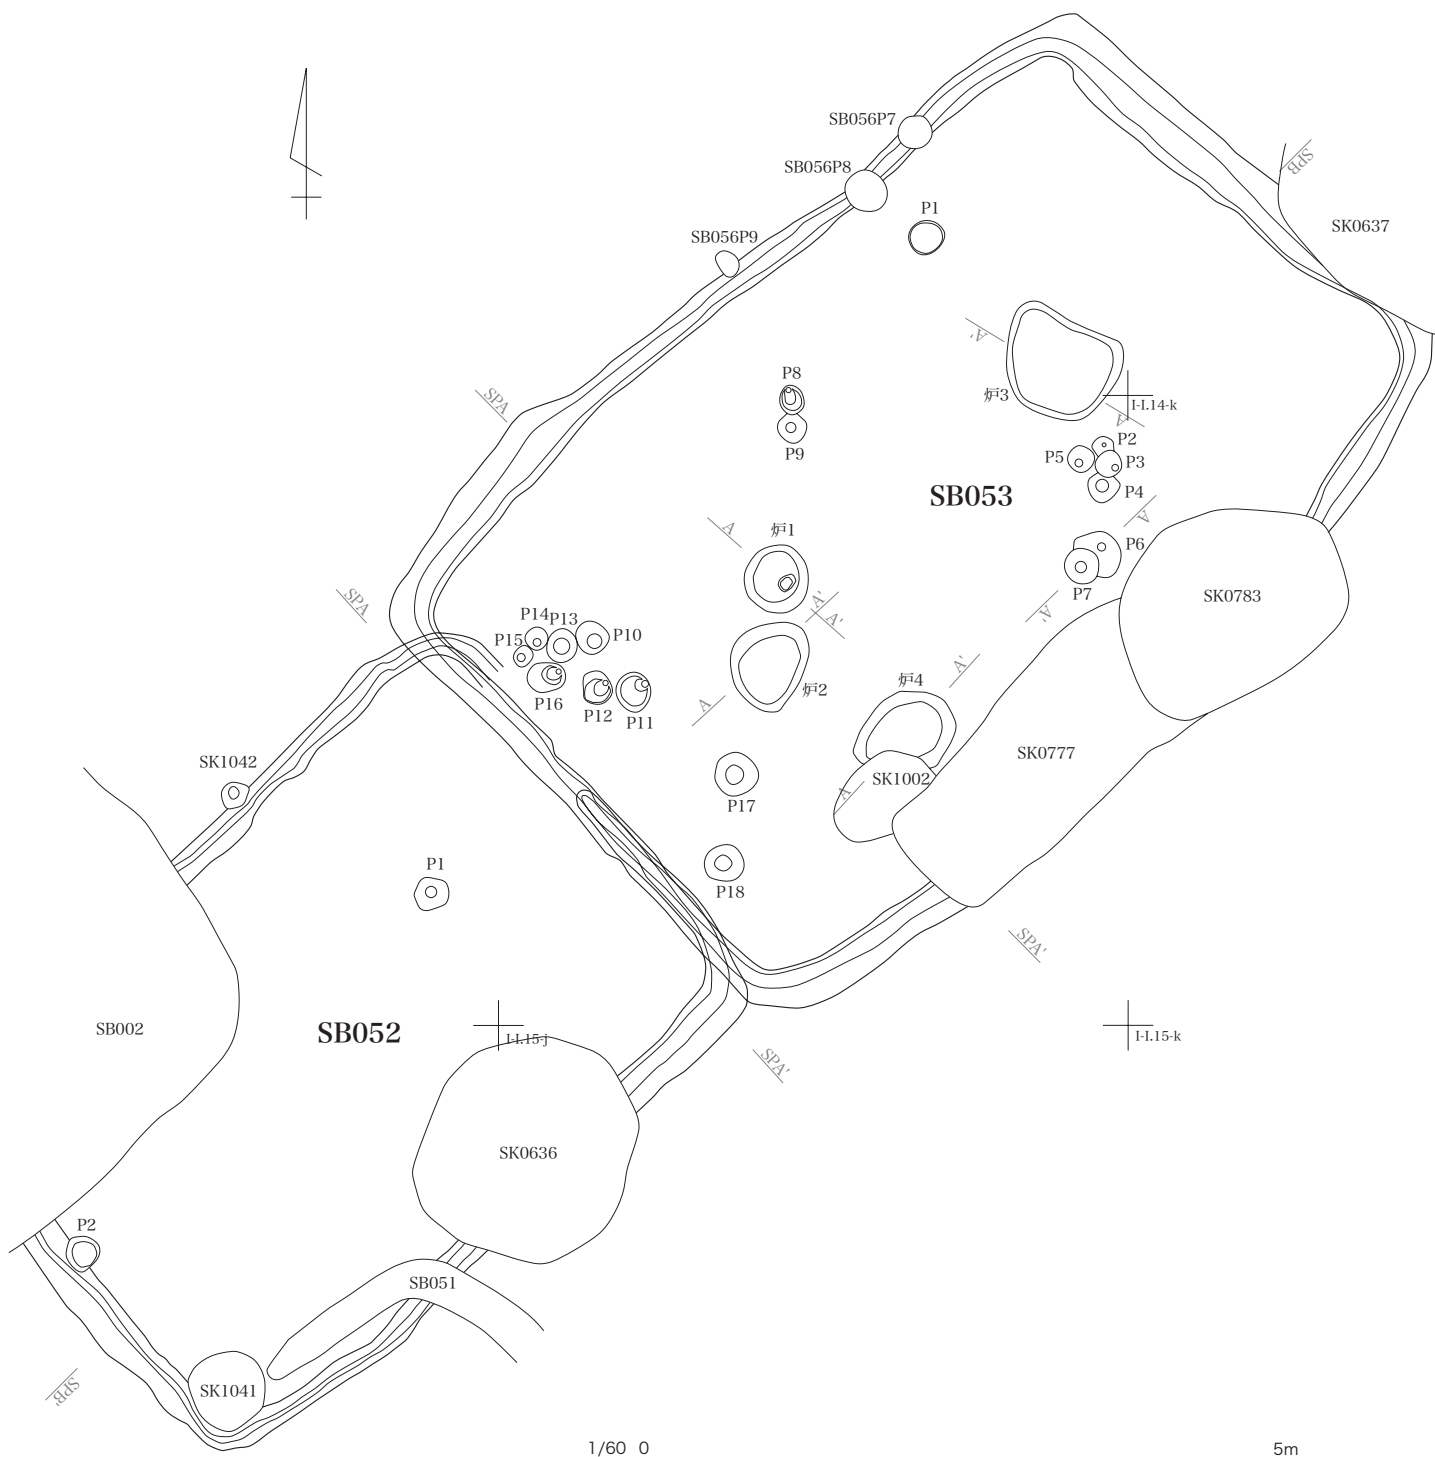 SB056P7
SPB
SB056P8
P1
SK0637
SB056P9
A'
P8
炉3
I-I.14-k
SPA
A
P2
P9
P5
P3
SB053
P4
A
A
炉1
P6
P7
SK0783
SPA
A'
A'
A'
P14
P13
P10
P15
A'
炉4
炉2
P16
P12
P11
A
SK1042
SK0777
SK1002
A
P17
P1
P18
SPA'
SB002
SB052
I-I.15-j
I-I.15-k
SPA'
SK0636
P2
SB051
SPB'
SK1041
1/60 0
5m